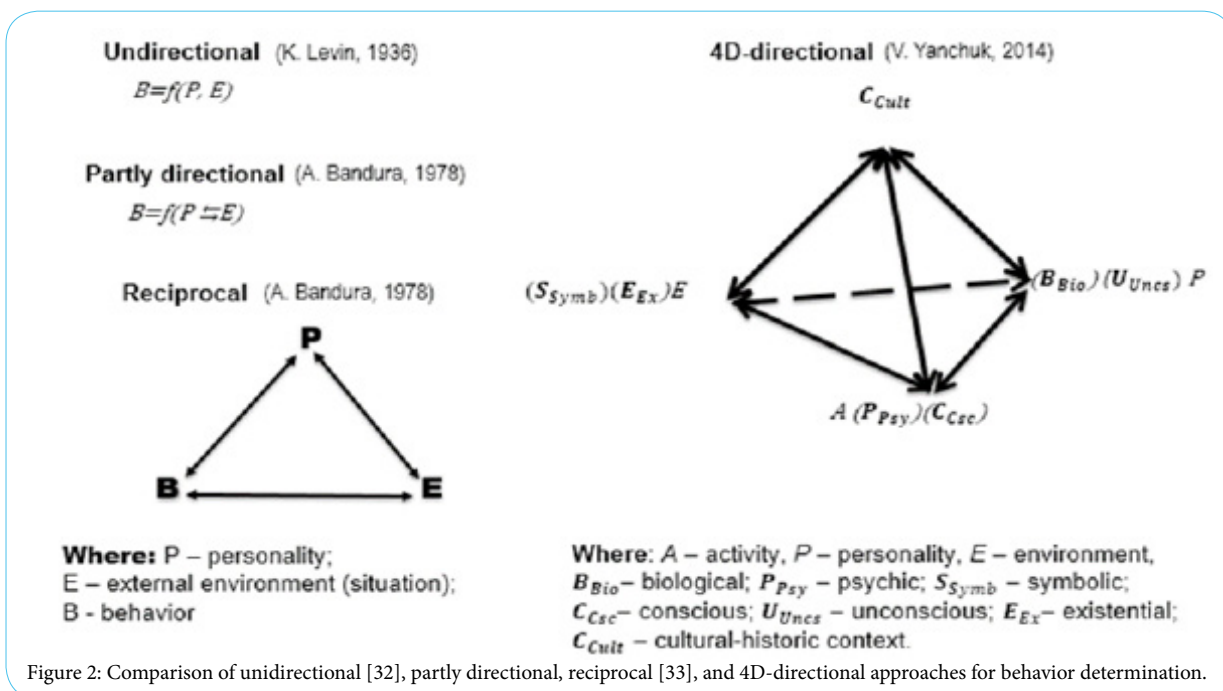 Undirectional (K. Levin, 1936)
B=f(P, E)
Partly directional (A. Bandura, 1978)
B=f(P ⇆E)
Reciprocal (A. Bandura, 1978)
P
B
E
Where: P – personality;
E – external environment (situation);
B - behavior
4D-directional (V. Yanchuk, 2014)
C_Cult
(S_Symb)(E_Ex)E
(B_Bio)(U_Uncs) P
A (P_Psy)(C_Csc)
Where: A – activity, P – personality, E – environment,
B_Bio– biological; P_Psy – psychic; S_Symb – symbolic;
C_Csc– conscious; U_Uncs – unconscious; E_Ex– existential;
C_Cult – cultural-historic context.
Figure 2: Comparison of unidirectional [32], partly directional, reciprocal [33], and 4D-directional approaches for behavior determination.